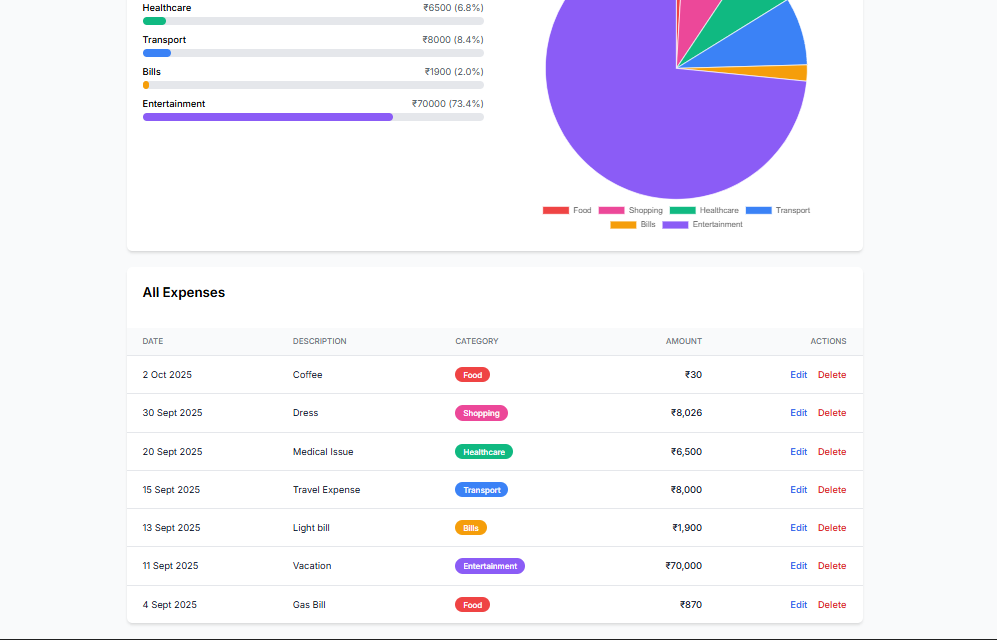 Healthcare ₹6500 (6.8%)
Transport ₹8000 (8.4%)
Bills ₹1900 (2.0%)
Entertainment ₹70000 (73.4%)
Food Shopping Healthcare Transport
Bills Entertainment
All Expenses
DATE DESCRIPTION CATEGORY AMOUNT ACTIONS
2 Oct 2025 Coffee Food ₹30 Edit Delete
30 Sept 2025 Dress Shopping ₹8,026 Edit Delete
20 Sept 2025 Medical Issue Healthcare ₹6,500 Edit Delete
15 Sept 2025 Travel Expense Transport ₹8,000 Edit Delete
13 Sept 2025 Light bill Bills ₹1,900 Edit Delete
11 Sept 2025 Vacation Entertainment ₹70,000 Edit Delete
4 Sept 2025 Gas Bill Food ₹870 Edit Delete